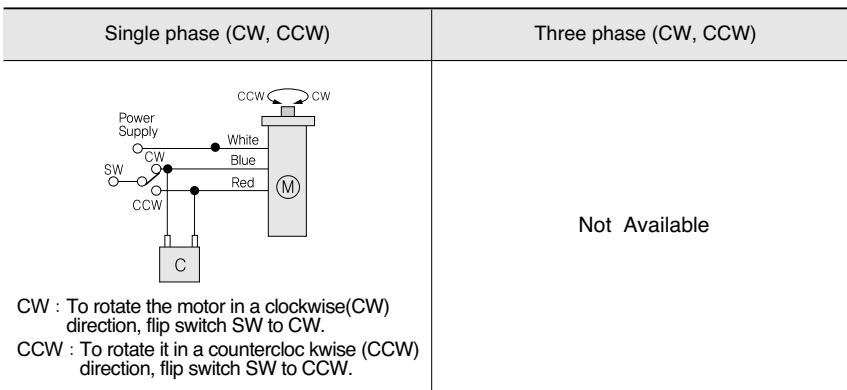 Single phase (CW, CCW)
Three phase (CW, CCW)
CCW
CW
Power
Supply
White
CW
Blue
SW
Red
M
CCW
C
Not Available
CW : To rotate the motor in a clockwise(CW)
direction, flip switch SW to CW.
CCW : To rotate it in a countercloc kwise (CCW)
direction, flip switch SW to CCW.